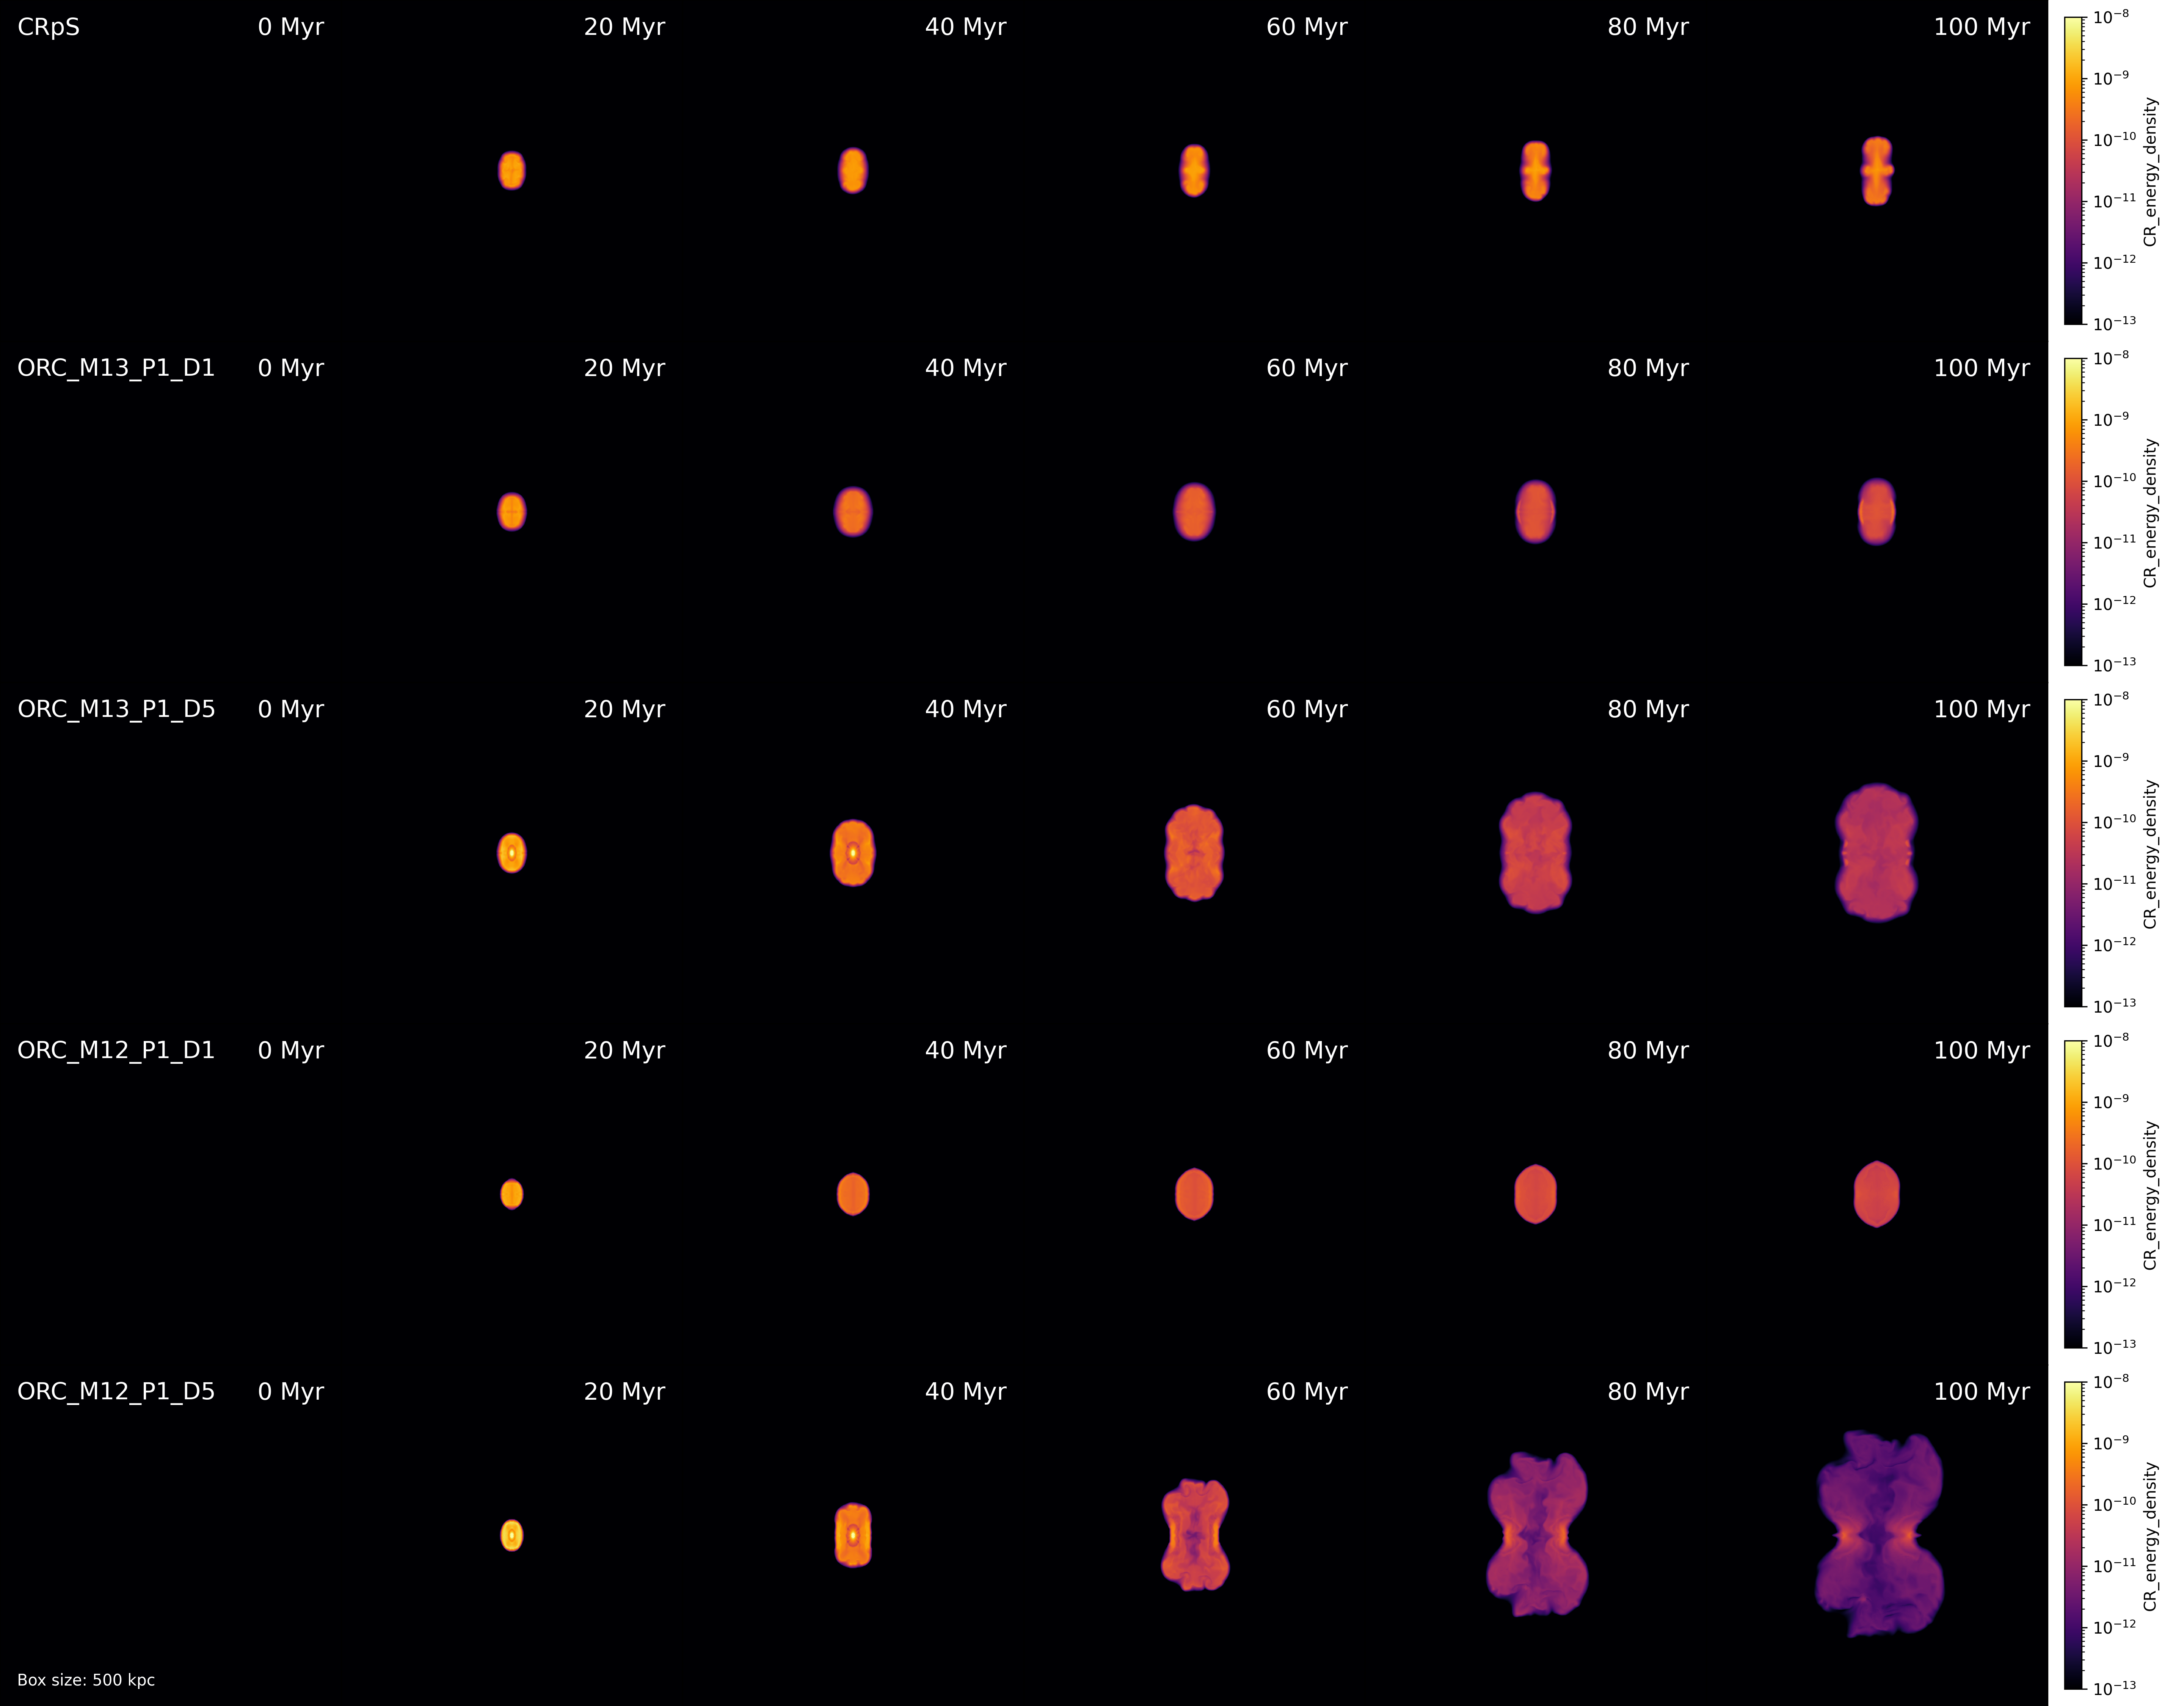 CRpS 0 Myr 20 Myr 40 Myr 60 Myr 80 Myr 100 Myr
10⁻⁸
10⁻⁹
10⁻¹⁰
10⁻¹¹
10⁻¹²
10⁻¹³
CR_energy_density
ORC_M13_P1_D1 0 Myr 20 Myr 40 Myr 60 Myr 80 Myr 100 Myr
10⁻⁸
10⁻⁹
10⁻¹⁰
10⁻¹¹
10⁻¹²
10⁻¹³
CR_energy_density
ORC_M13_P1_D5 0 Myr 20 Myr 40 Myr 60 Myr 80 Myr 100 Myr
10⁻⁸
10⁻⁹
10⁻¹⁰
10⁻¹¹
10⁻¹²
10⁻¹³
CR_energy_density
ORC_M12_P1_D1 0 Myr 20 Myr 40 Myr 60 Myr 80 Myr 100 Myr
10⁻⁸
10⁻⁹
10⁻¹⁰
10⁻¹¹
10⁻¹²
10⁻¹³
CR_energy_density
ORC_M12_P1_D5 0 Myr 20 Myr 40 Myr 60 Myr 80 Myr 100 Myr
10⁻⁸
10⁻⁹
10⁻¹⁰
10⁻¹¹
10⁻¹²
10⁻¹³
CR_energy_density
Box size: 500 kpc